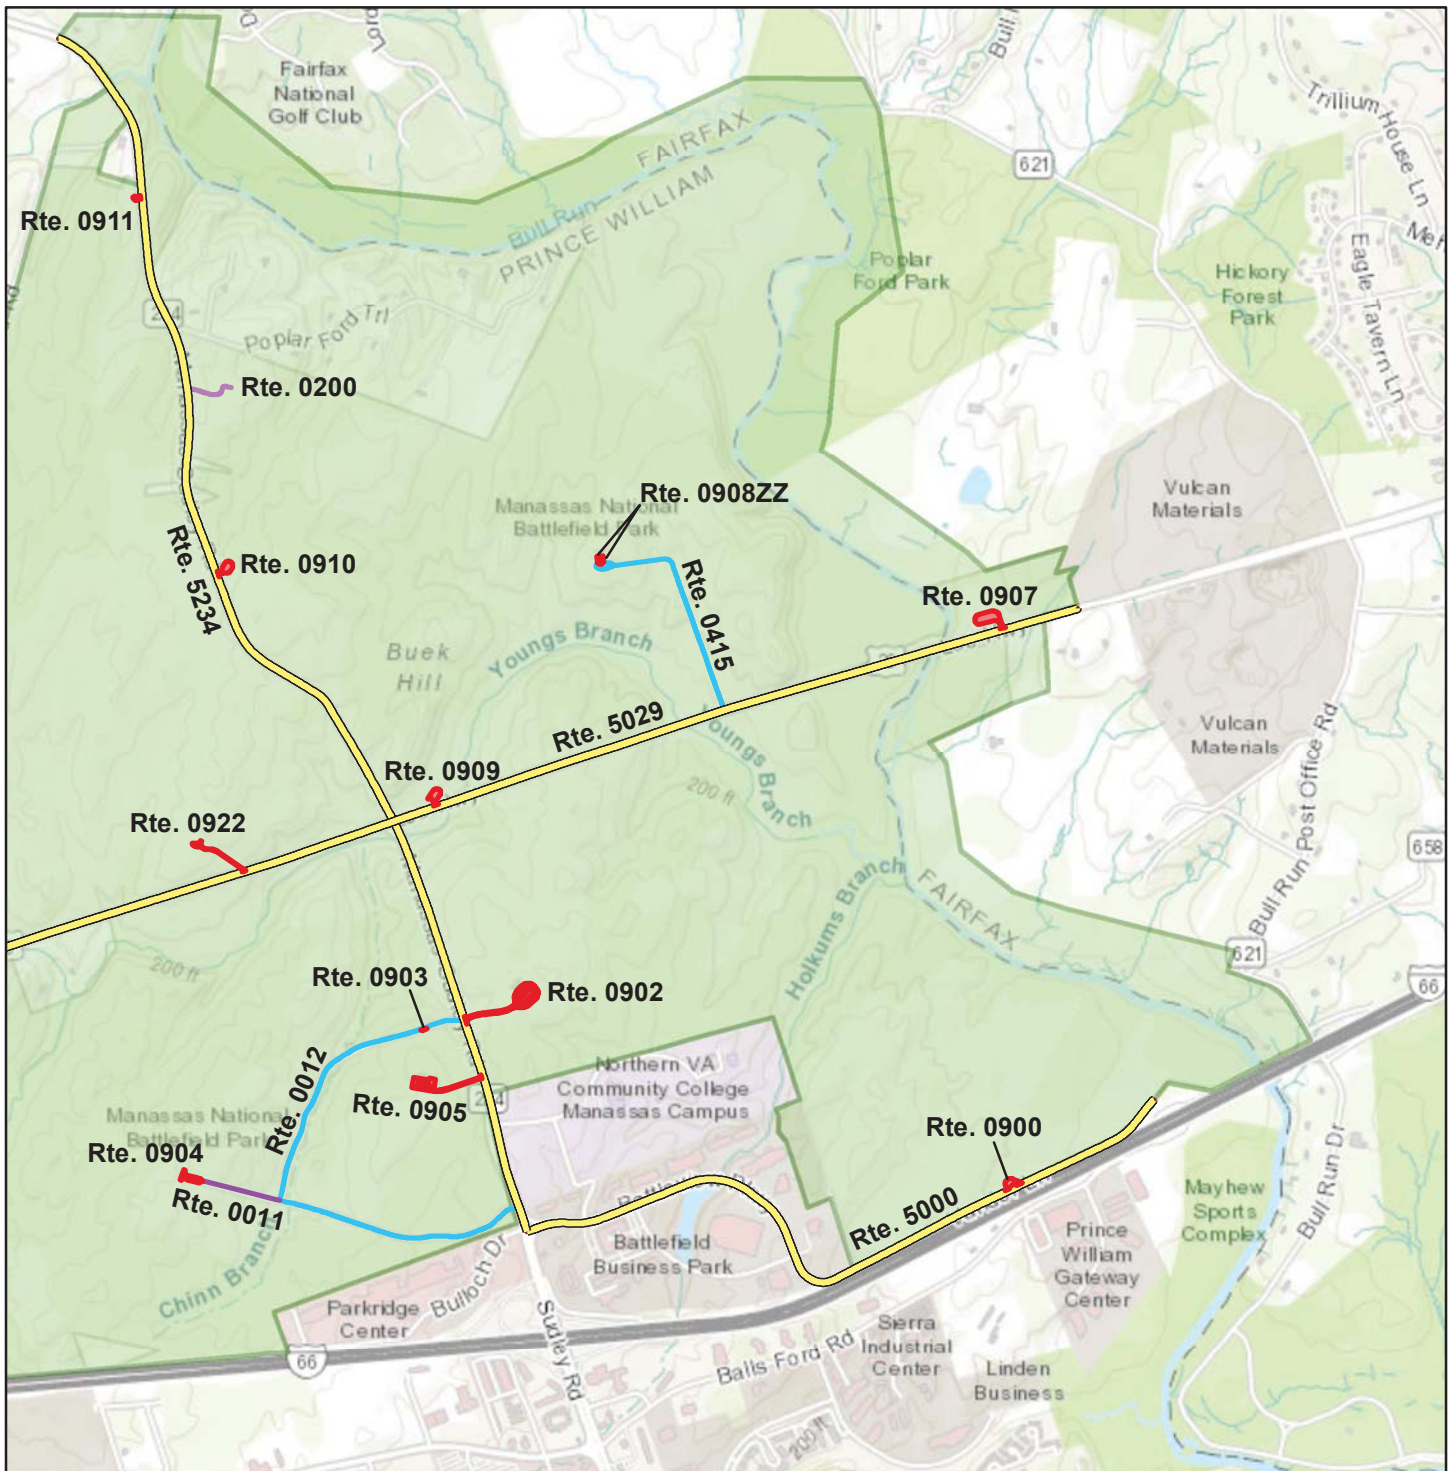 Fairfax
National
Golf Club
Bull
Trillium House Ln
FAIRFAX
621
Rte. 0911
Bull Run
PRINCE WILLIAM
Poplar
Ford Park
Hickory
Forest
Park
Eagle Tavern Ln
Poplar Ford Trl
Rte. 0200
Rte. 0908ZZ
Vulcan
Materials
Manassas National
Battlefield Park
Rte. 5234
Rte. 0910
Rte. 0415
Rte. 0907
Buck
Hill
Youngs Branch
Rte. 5029
Youngs Branch
Vulcan
Materials
Bull Run Post Office Rd
Rte. 0909
200 ft
Rte. 0922
658
Holkums Branch
FAIRFAX
621
66
200 ft
Rte. 0903
Rte. 0902
Rte. 0012
Northern VA
Community College
Manassas Campus
Rte. 0905
Manassas National
Battlefield Park
Rte. 0904
Rte. 0011
Rte. 0900
Rte. 5000
Bull Run Dr
Mayhew
Sports
Complex
Prince
William
Gateway
Center
Battlefield
Business Park
Chinn Branch
Bulloch Dr
Parkridge
Center
Sudley Rd
66
Balls Ford Rd
Sierra
Industrial
Center
Linden
Business
200 ft